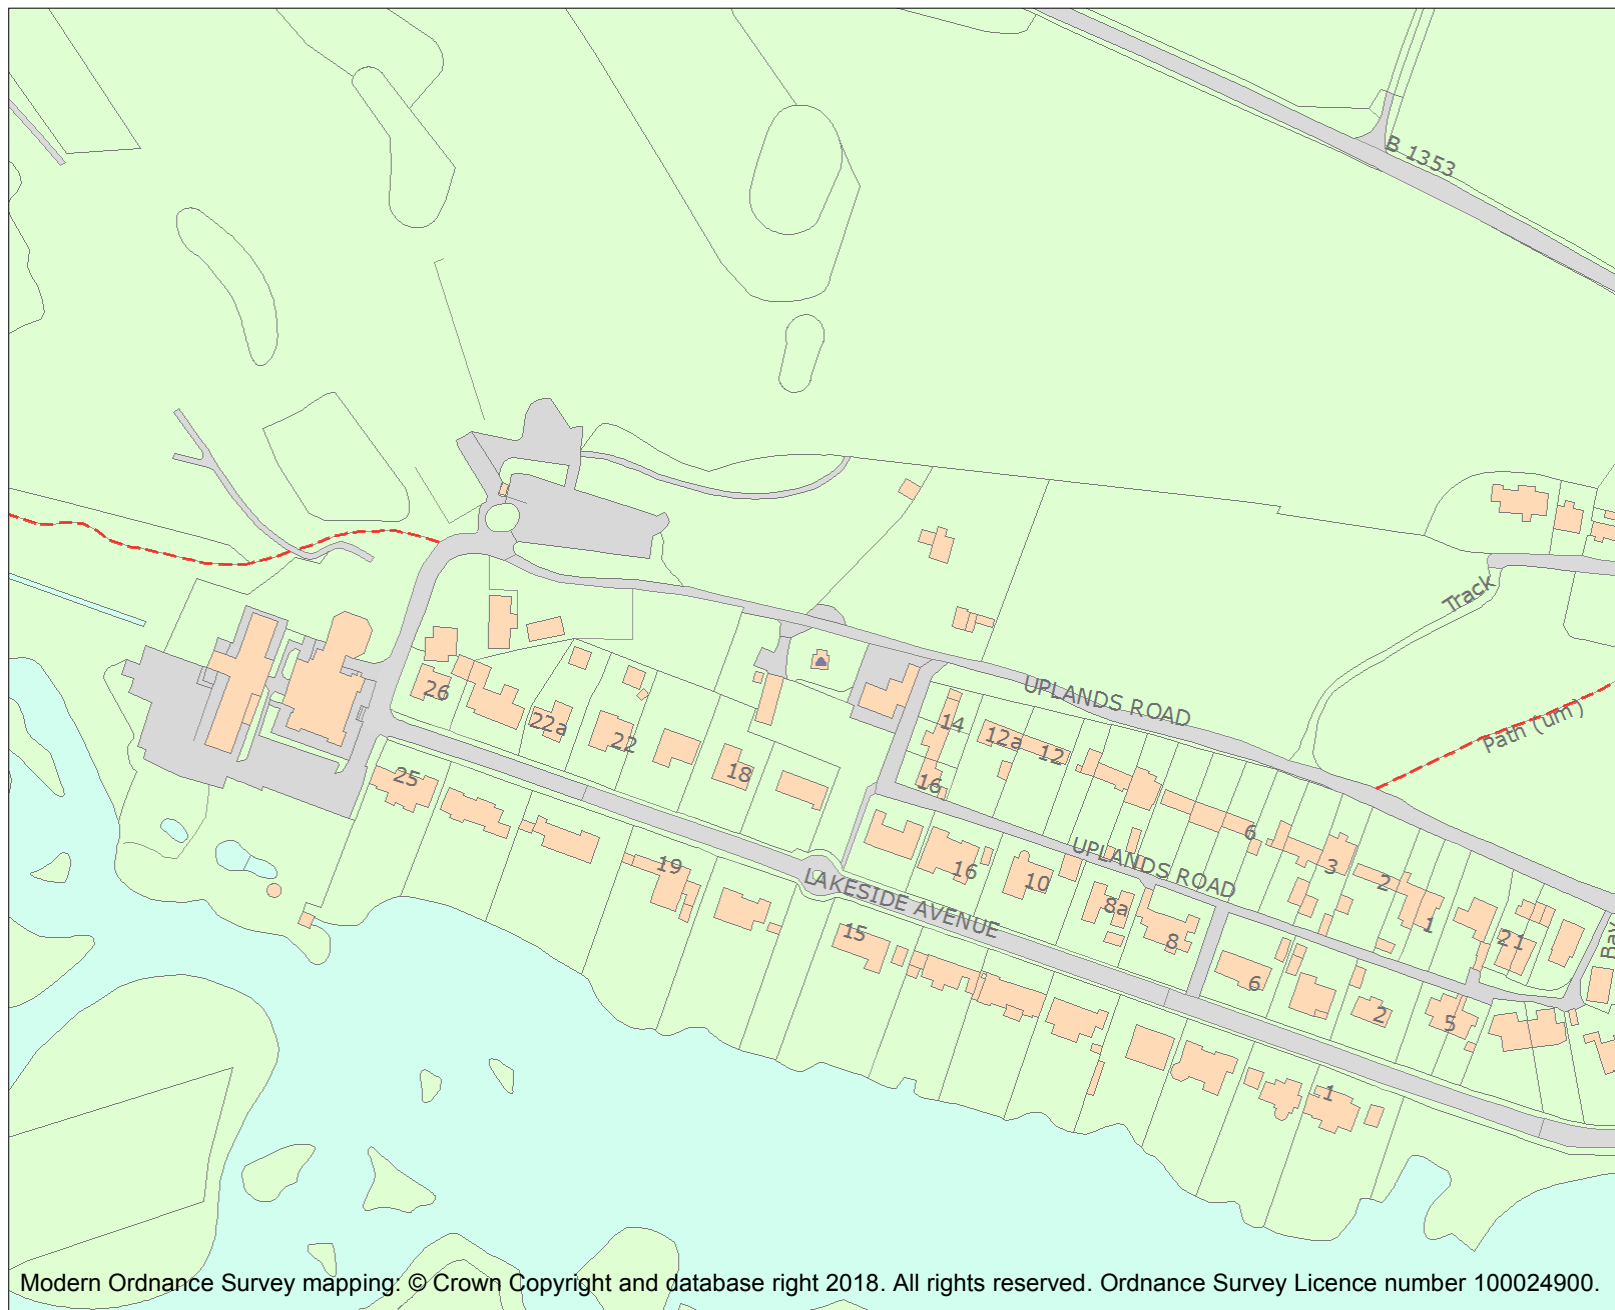 B 1353
Track
Path (um)
UPLANDS ROAD
26
22a
22
18
14
12a
12
16
25
6
19
UPLANDS ROAD
3
2
16
10
8a
1
LAKESIDE AVENUE
15
8
21
Bay
6
2
5
1
Modern Ordnance Survey mapping: © Crown Copyright and database right 2018. All rights reserved. Ordnance Survey Licence number 100024900.